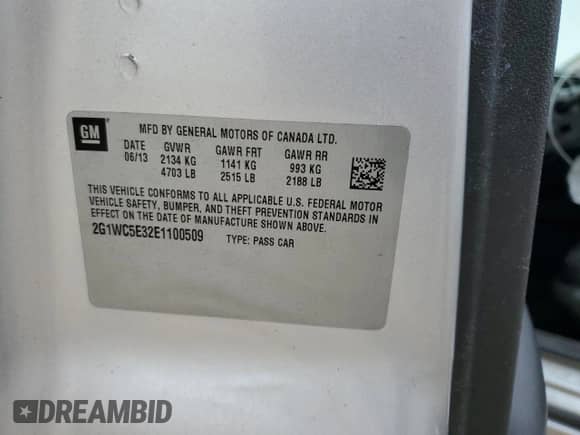 GM
MFD BY GENERAL MOTORS OF CANADA LTD.
DATE GVWR GAWR FRT GAWR RR
06/13 2134 KG 1141 KG 993 KG
4703 LB 2515 LB 2188 LB
THIS VEHICLE CONFORMS TO ALL APPLICABLE U.S. FEDERAL MOTOR
VEHICLE SAFETY, BUMPER, AND THEFT PREVENTION STANDARDS IN
EFFECT ON THE DATE OF MANUFACTURE SHOWN ABOVE.
2G1WC5E32E1100509 TYPE: PASS CAR
DREAMBID